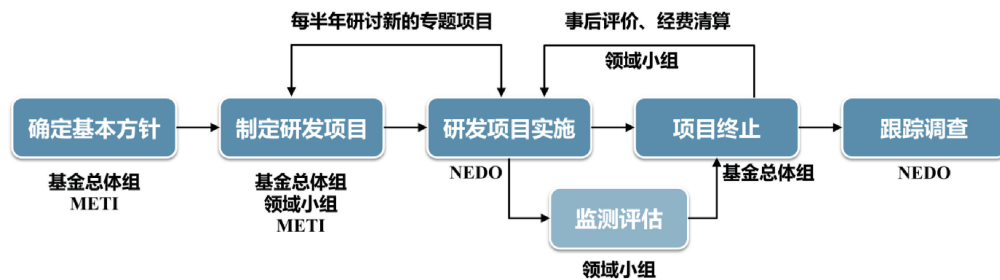 每半年研讨新的专题项目
事后评价、经费清算
领域小组
确定基本方针
制定研发项目
研发项目实施
项目终止
跟踪调查
基金总体组
METI
基金总体组
领域小组
METI
NEDO
基金总体组
NEDO
监测评估
领域小组